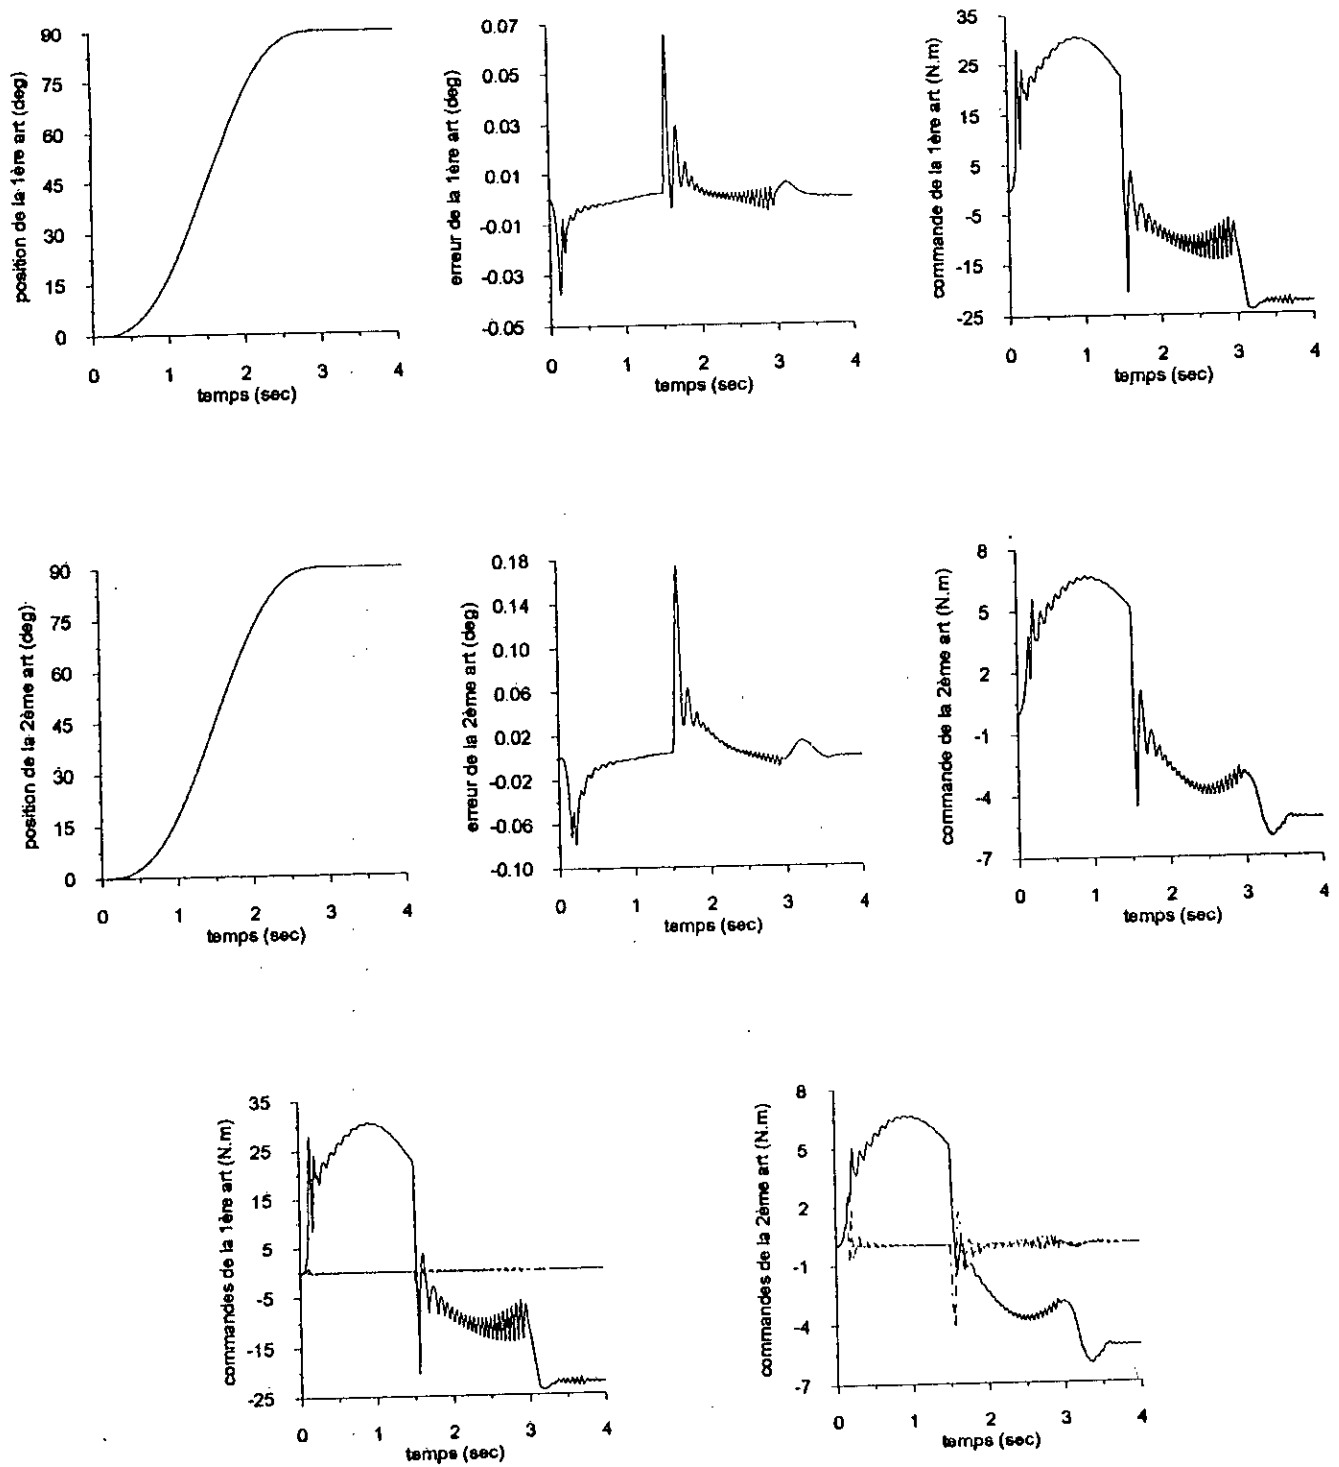 position de la 1ère art (deg)
90
75
60
45
30
15
0
0 1 2 3 4
temps (sec)
erreur de la 1ère art (deg)
0.07
0.05
0.03
0.01
-0.01
-0.03
-0.05
0 1 2 3 4
temps (sec)
commande de la 1ère art (N.m)
35
25
15
5
-5
-15
-25
0 1 2 3 4
temps (sec)
position de la 2ème art (deg)
90
75
60
45
30
15
0
0 1 2 3 4
temps (sec)
erreur de la 2ème art (deg)
0.18
0.14
0.10
0.06
0.02
-0.02
-0.06
-0.10
0 1 2 3 4
temps (sec)
commande de la 2ème art (N.m)
8
5
2
-1
-4
-7
0 1 2 3 4
temps (sec)
commandes de la 1ère art (N.m)
35
25
15
5
-5
-15
-25
0 1 2 3 4
temps (sec)
commandes de la 2ème art (N.m)
8
5
2
-1
-4
-7
0 1 2 3 4
temps (sec)